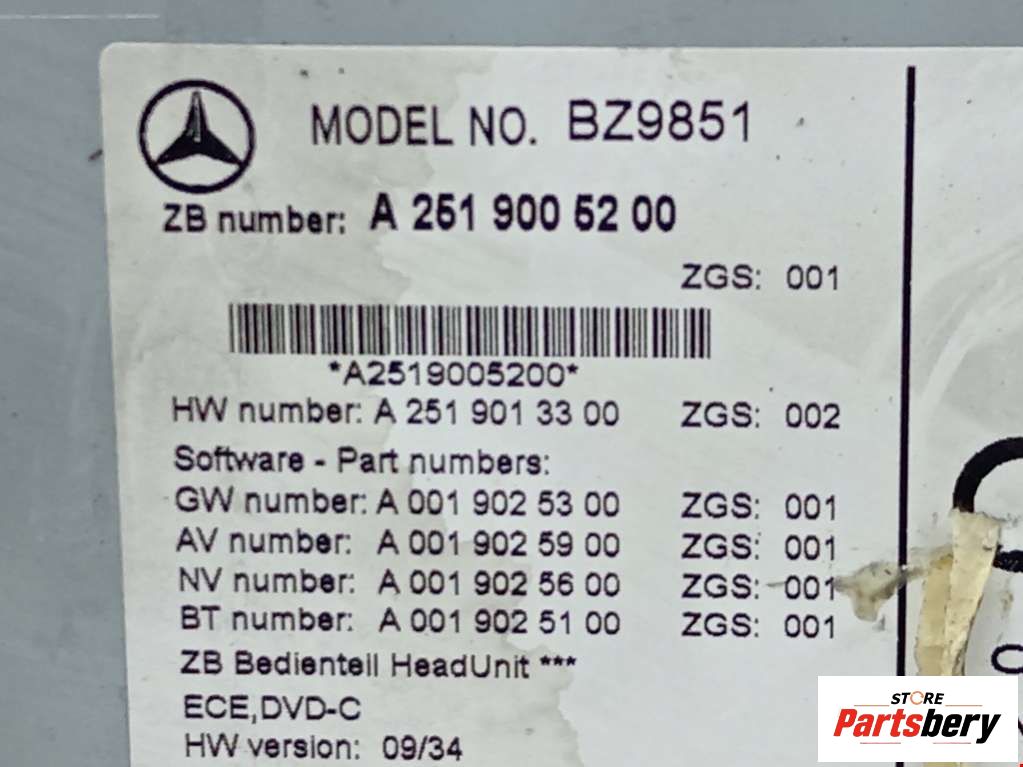 MODEL NO. BZ9851
ZB number: A 251 900 52 00
ZGS: 001
*A2519005200*
HW number: A 251 901 33 00 ZGS: 002
Software - Part numbers:
GW number: A 001 902 53 00 ZGS: 001
AV number: A 001 902 59 00 ZGS: 001
NV number: A 001 902 56 00 ZGS: 001
BT number: A 001 902 51 00 ZGS: 001
ZB Bedienteil HeadUnit ***
ECE,DVD-C
HW version: 09/34
STORE
Partsbery